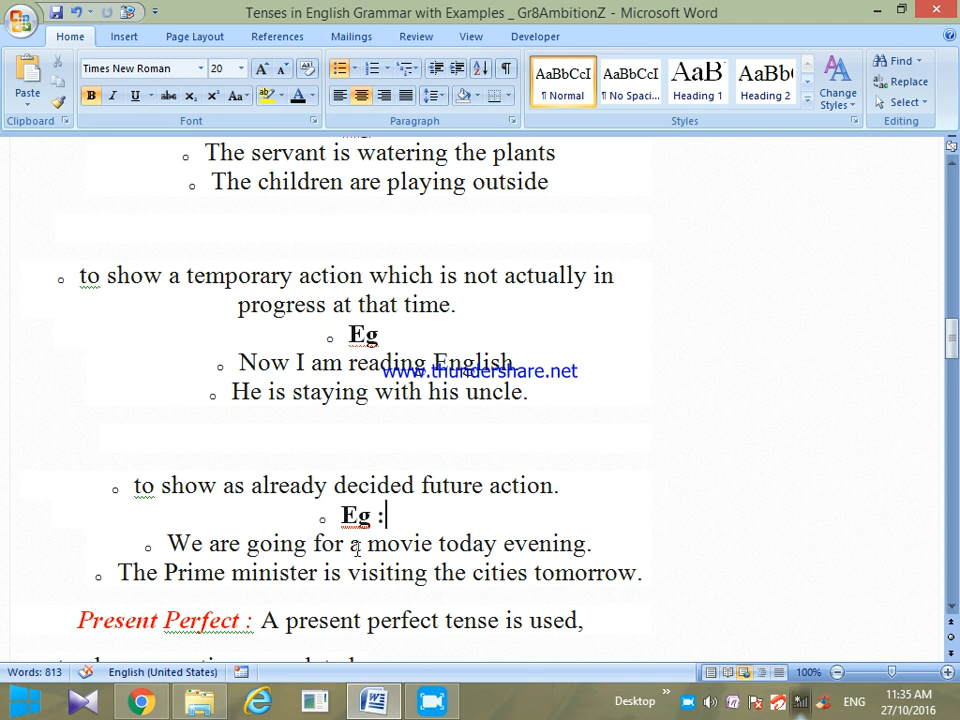 Tenses in English Grammar with Examples _ Gr8AmbitionZ - Microsoft Word
Home Insert Page Layout References Mailings Review View Developer
Paste
Times New Roman 20
Clipboard Font Paragraph Styles Editing
AaBbCcI AaBbCcI AaB AaBb(
¶ Normal ¶ No Spaci... Heading 1 Heading 2
Change
Styles
Find
Replace
Select
The servant is watering the plants
The children are playing outside
to show a temporary action which is not actually in
progress at that time.
Eg
Now I am reading English.
www.thundershare.net
He is staying with his uncle.
to show as already decided future action.
Eg :
We are going for a movie today evening.
The Prime minister is visiting the cities tomorrow.
Present Perfect : A present perfect tense is used,
Words: 813 English (United States) 100%
Desktop ENG
11:35 AM
27/10/2016